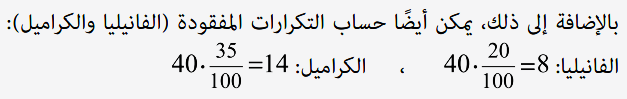 بالإضافة إلى ذلك، يمكن أيضًا حساب التكرارات المفقودة (الفانيليا والكراميل):
الفانيليا: 40·20/100=8 ، الكراميل: 40·35/100=14